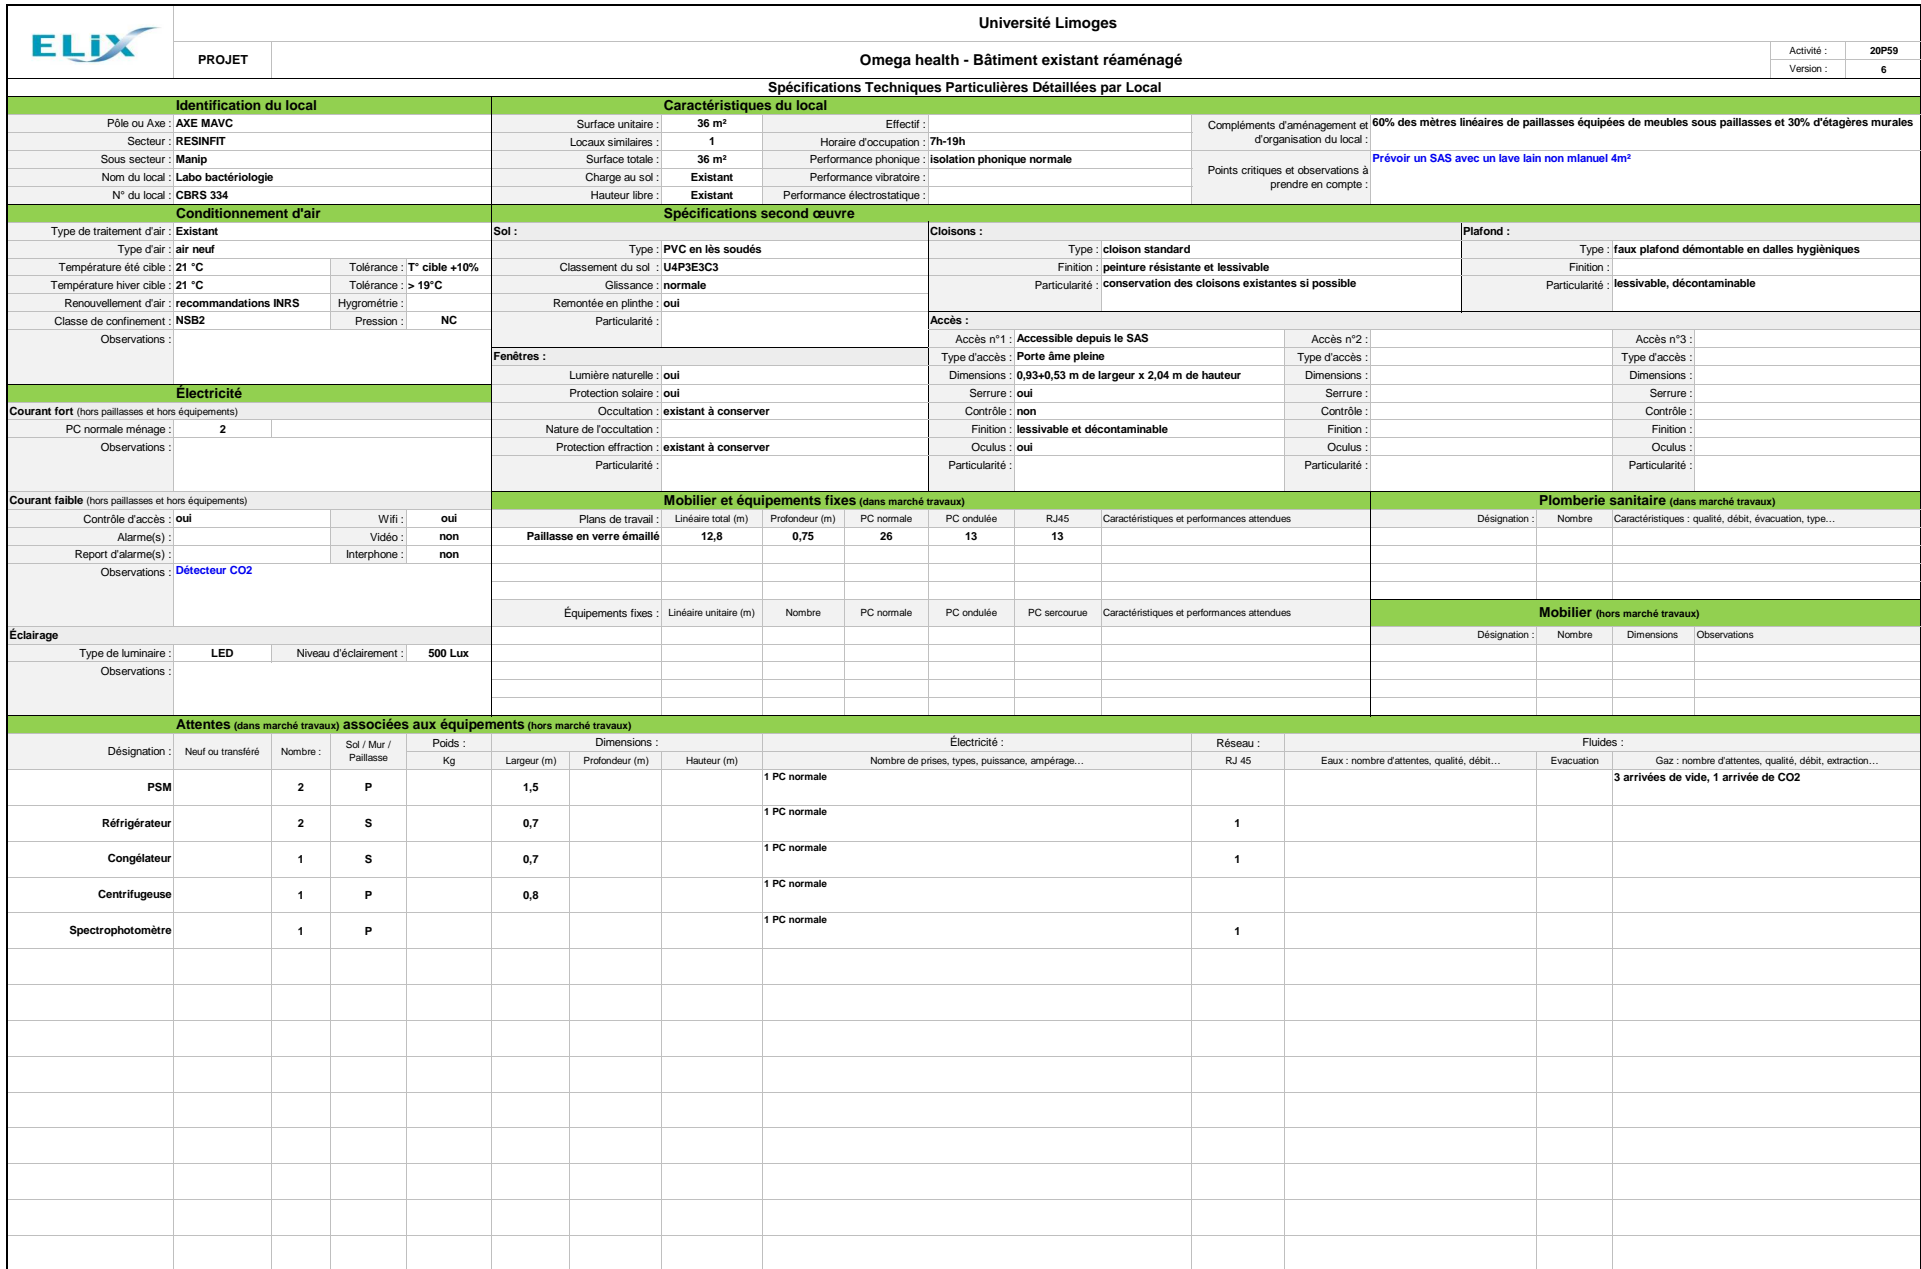 ELiX
Université Limoges
PROJET
Omega health - Bâtiment existant réaménagé
Activité : 20P59
Version : 6
Spécifications Techniques Particulières Détaillées par Local
Identification du local
Pôle ou Axe : AXE MAVC
Secteur : RESINFIT
Sous secteur : Manip
Nom du local : Labo bactériologie
N° du local : CBRS 334
Caractéristiques du local
Surface unitaire : 36 m² Effectif :
Locaux similaires : 1 Horaire d'occupation : 7h-19h
Surface totale : 36 m² Performance phonique : isolation phonique normale
Charge au sol : Existant Performance vibratoire :
Hauteur libre : Existant Performance électrostatique :
Compléments d'aménagement et d'organisation du local : 60% des mètres linéaires de paillasses équipées de meubles sous paillasses et 30% d'étagères murales
Points critiques et observations à prendre en compte : Prévoir un SAS avec un lave lain non mlanuel 4m²
Conditionnement d'air
Type de traitement d'air : Existant
Type d'air : air neuf
Température été cible : 21 °C Tolérance : T° cible +10%
Température hiver cible : 21 °C Tolérance : > 19°C
Renouvellement d'air : recommandations INRS Hygrométrie :
Classe de confinement : NSB2 Pression : NC
Observations :
Spécifications second œuvre
Sol :
Type : PVC en lès soudés
Classement du sol : U4P3E3C3
Glissance : normale
Remontée en plinthe : oui
Particularité :
Cloisons :
Type : cloison standard
Finition : peinture résistante et lessivable
Particularité : conservation des cloisons existantes si possible
Plafond :
Type : faux plafond démontable en dalles hygièniques
Finition :
Particularité : lessivable, décontaminable
Fenêtres :
Lumière naturelle : oui
Protection solaire : oui
Occultation : existant à conserver
Nature de l'occultation :
Protection effraction : existant à conserver
Particularité :
Accès :
Accès n°1 : Accessible depuis le SAS Accès n°2 : Accès n°3 :
Type d'accès : Porte âme pleine Type d'accès : Type d'accès :
Dimensions : 0,93+0,53 m de largeur x 2,04 m de hauteur Dimensions : Dimensions :
Serrure : oui Serrure : Serrure :
Contrôle : non Contrôle : Contrôle :
Finition : lessivable et décontaminable Finition : Finition :
Oculus : oui Oculus : Oculus :
Particularité : Particularité : Particularité :
Électricité
Courant fort (hors paillasses et hors équipements)
PC normale ménage : 2
Observations :
Courant faible (hors paillasses et hors équipements)
Contrôle d'accès : oui Wifi : oui
Alarme(s) : Vidéo : non
Report d'alarme(s) : Interphone : non
Observations : Détecteur CO2
Éclairage
Type de luminaire : LED Niveau d'éclairement : 500 Lux
Observations :
Mobilier et équipements fixes (dans marché travaux)
Plans de travail : Linéaire total (m) Profondeur (m) PC normale PC ondulée RJ45 Caractéristiques et performances attendues
Paillasse en verre émaillé 12,8 0,75 26 13 13
Équipements fixes : Linéaire unitaire (m) Nombre PC normale PC ondulée PC sercourue Caractéristiques et performances attendues
Plomberie sanitaire (dans marché travaux)
Désignation : Nombre Caractéristiques : qualité, débit, évacuation, type…
Mobilier (hors marché travaux)
Désignation : Nombre Dimensions Observations
Attentes (dans marché travaux) associées aux équipements (hors marché travaux)
Désignation : Neuf ou transféré Nombre : Sol / Mur / Paillasse Poids : Dimensions : Électricité : Réseau : Fluides :
Kg Largeur (m) Profondeur (m) Hauteur (m) Nombre de prises, types, puissance, ampérage… RJ 45 Eaux : nombre d'attentes, qualité, débit… Evacuation Gaz : nombre d'attentes, qualité, débit, extraction…
PSM 2 P 1,5 1 PC normale 3 arrivées de vide, 1 arrivée de CO2
Réfrigérateur 2 S 0,7 1 PC normale 1
Congélateur 1 S 0,7 1 PC normale 1
Centrifugeuse 1 P 0,8 1 PC normale
Spectrophotomètre 1 P 1 PC normale 1